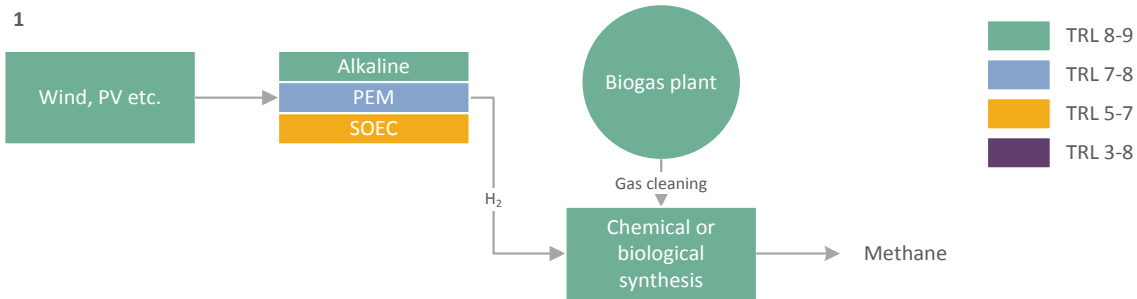 1
Wind, PV etc.
Alkaline
PEM
SOEC
H₂
Biogas plant
Gas cleaning
Chemical or
biological
synthesis
Methane
TRL 8-9
TRL 7-8
TRL 5-7
TRL 3-8